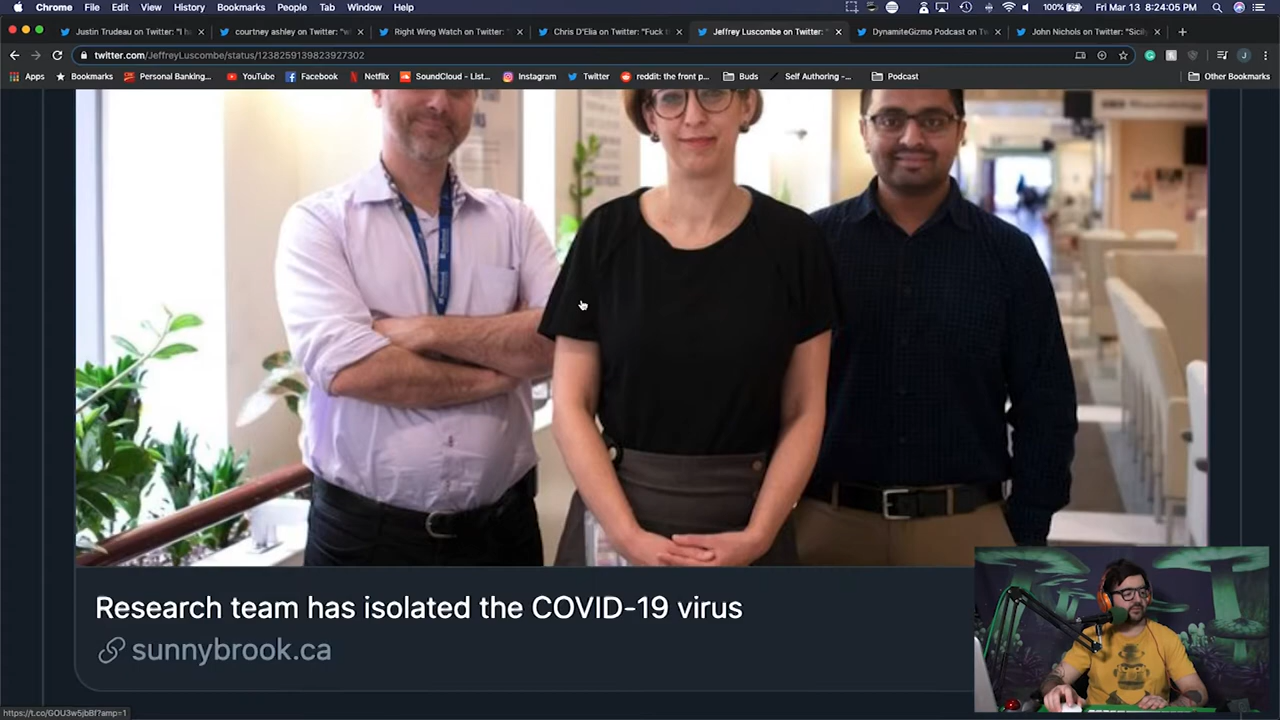 Chrome File Edit View History Bookmarks People Tab Window Help 100% Fri Mar 13 8:24:05 PM
Justin Trudeau on Twitter: "I ha courtney ashley on Twitter: "w Right Wing Watch on Twitter: " Chris D'Elia on Twitter: "Fuck t Jeffrey Luscombe on Twitter: " DynamiteGizmo Podcast on Tw John Nichols on Twitter: "Sicily
twitter.com/JeffreyLuscombe/status/1238259139823927302
Apps Bookmarks Personal Banking... YouTube Facebook Netflix SoundCloud - List... Instagram Twitter reddit: the front p... Buds Self Authoring -... Podcast Other Bookmarks
Research team has isolated the COVID-19 virus
sunnybrook.ca
https://t.co/GOU3w5jbBf?amp=1